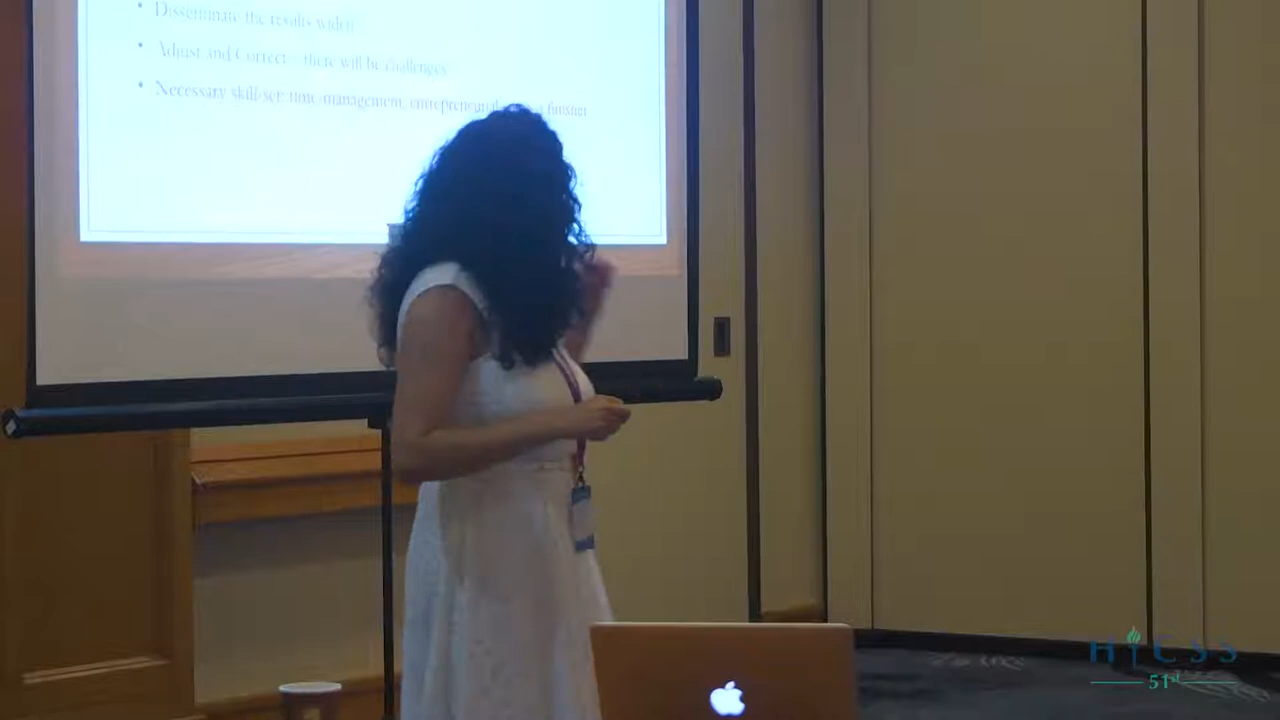 Disseminate the results widely
Adjust and Correct – there will be challenges
Necessary skill-set: time-management, entrepreneurial, a finisher
HICSS
51st